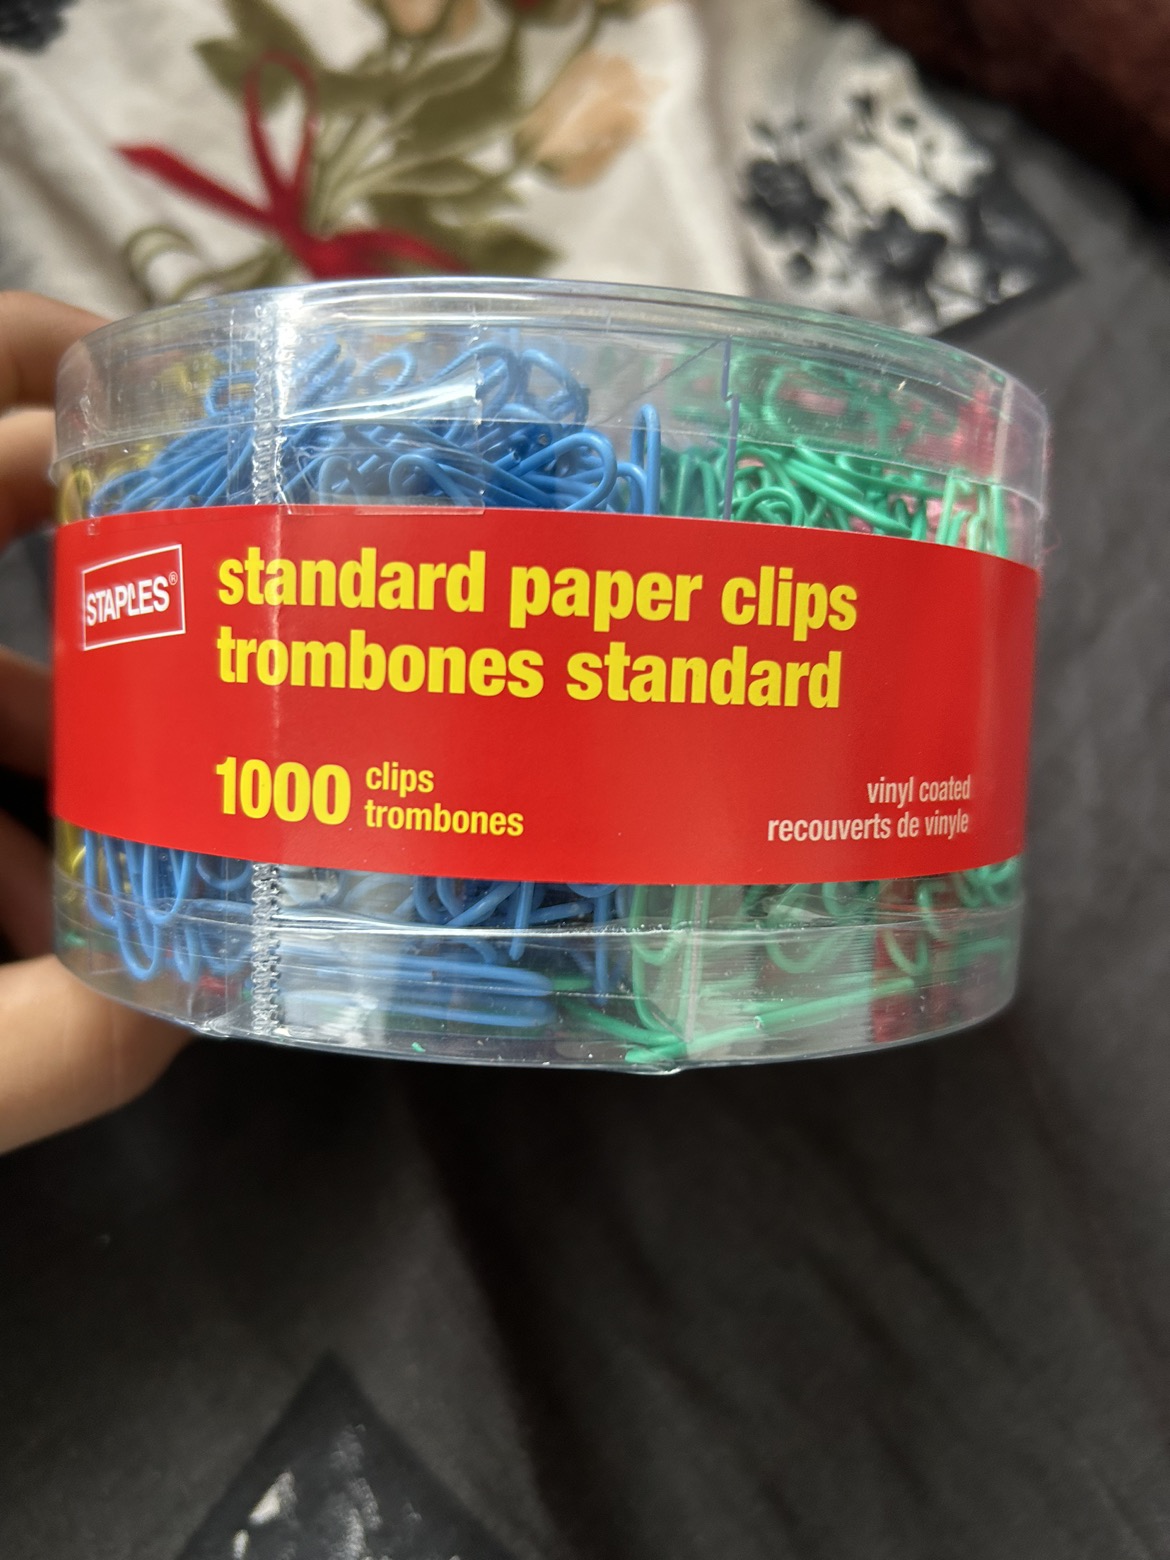 STAPLES®
standard paper clips
trombones standard
1000 clips
trombones
vinyl coated
recouverts de vinyle